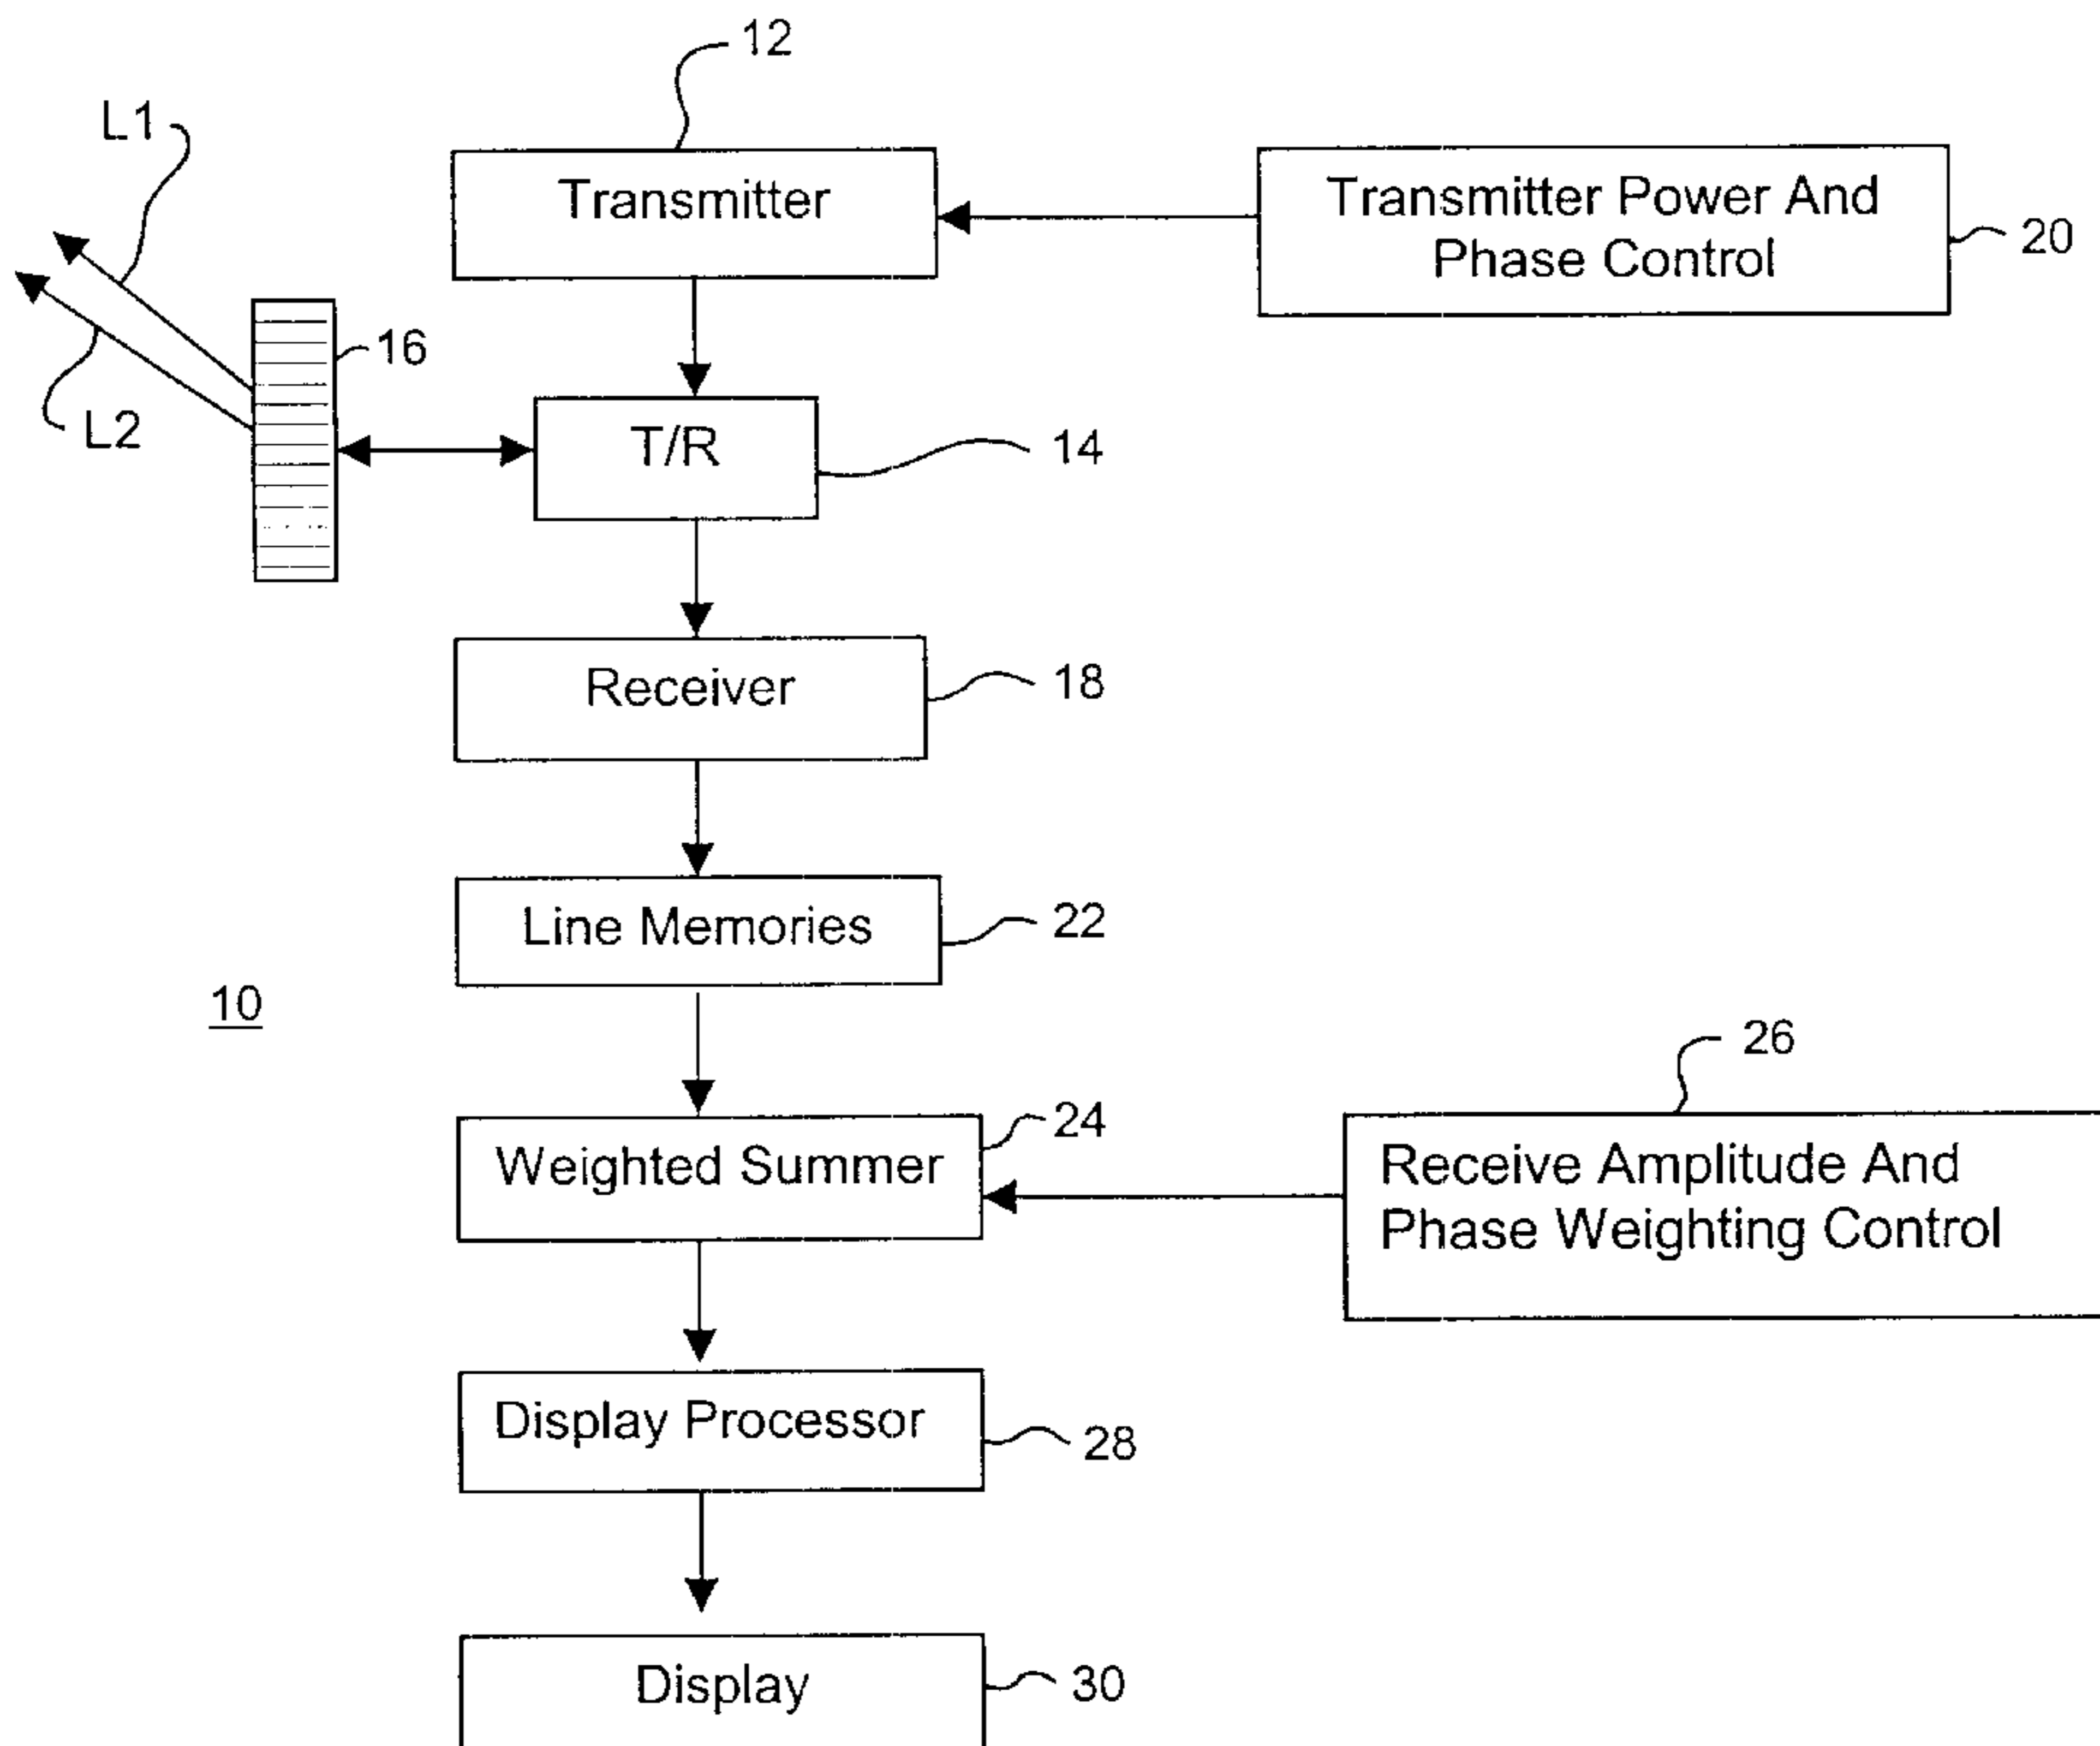 12
L1
Transmitter
Transmitter Power And
Phase Control
20
16
L2
T/R
14
Receiver
18
Line Memories
22
10
26
24
Weighted Summer
Receive Amplitude And
Phase Weighting Control
Display Processor
28
Display
30